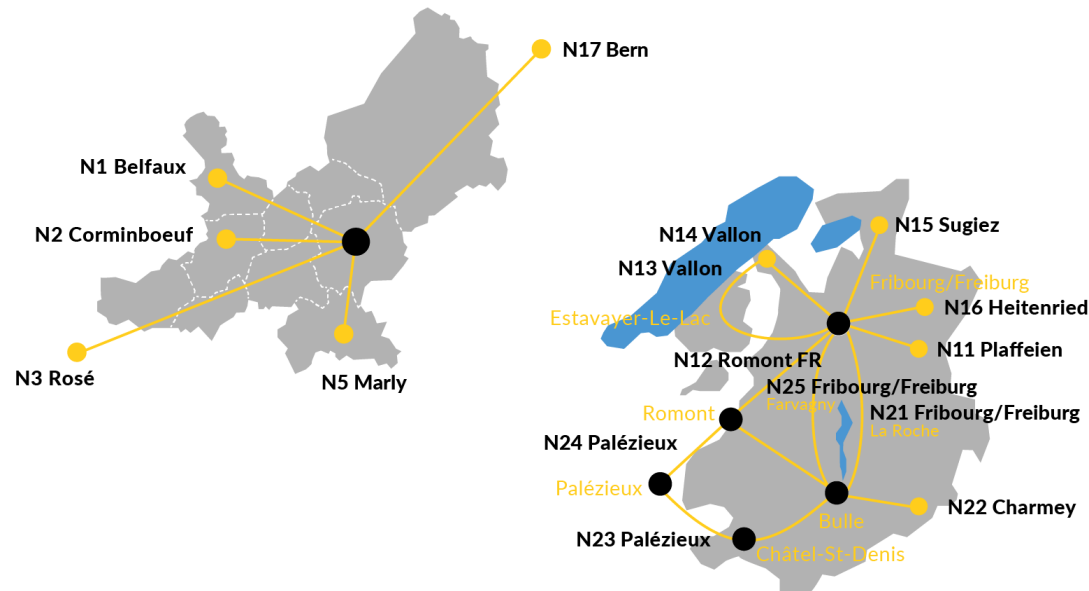 N17 Bern
N1 Belfaux
N2 Corminboeuf
N3 Rosé
N5 Marly
N14 Vallon
N15 Sugiez
N13 Vallon
Fribourg/Freiburg
N16 Heitenried
Estavayer-Le-Lac
N11 Plaffeien
N12 Romont FR
N25 Fribourg/Freiburg
Farvagny
N21 Fribourg/Freiburg
La Roche
Romont
N24 Palézieux
Palézieux
N22 Charmey
Bulle
N23 Palézieux
Châtel-St-Denis